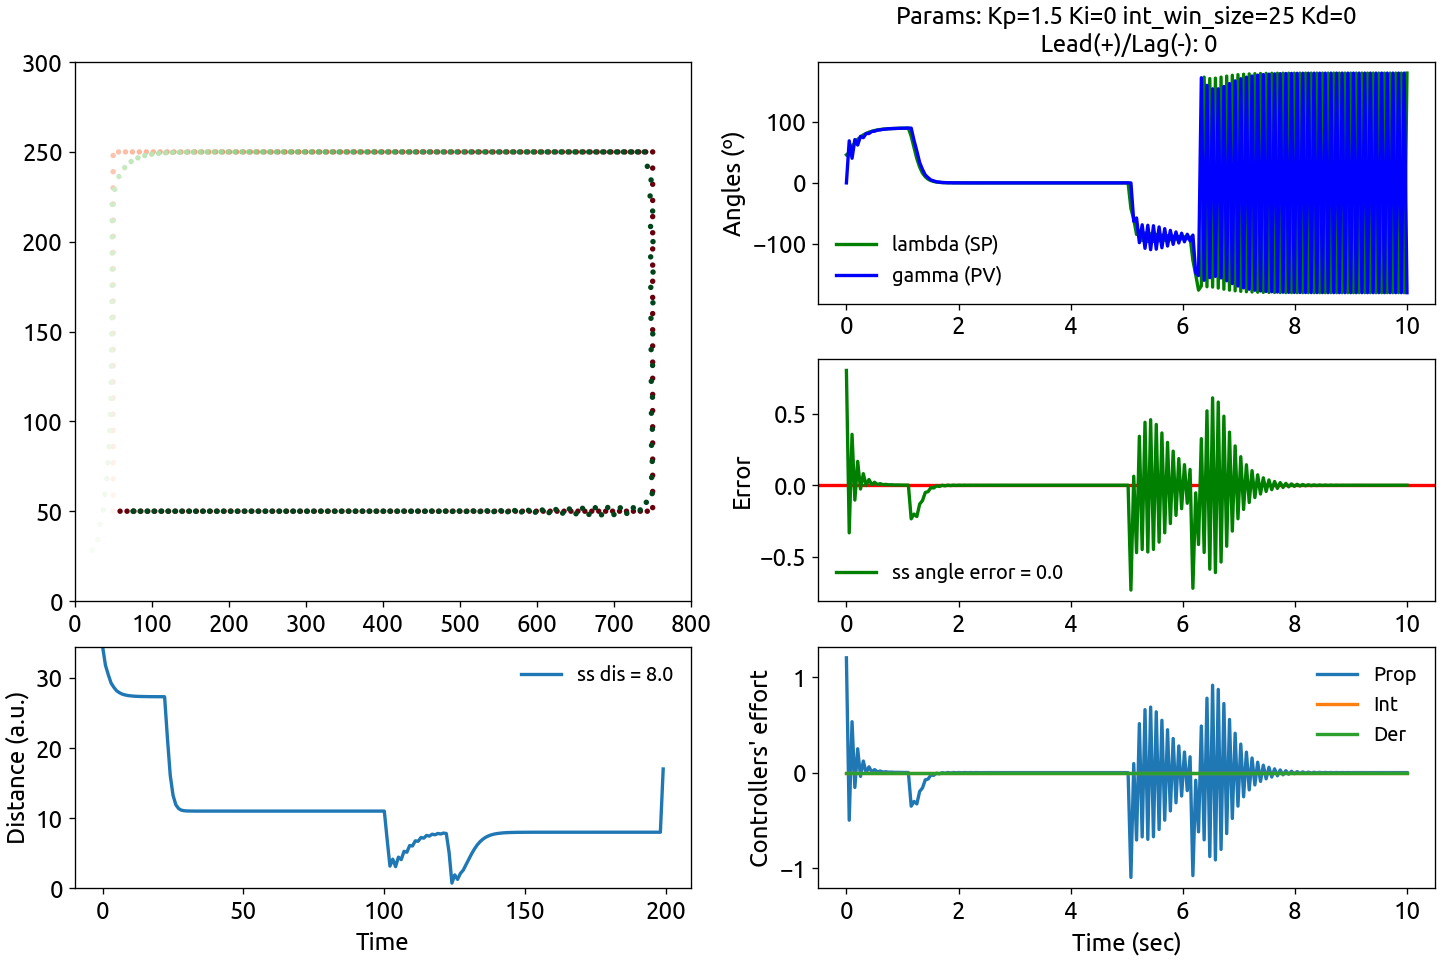 Params: Kp=1.5 Ki=0 int_win_size=25 Kd=0
Lead(+)/Lag(-): 0
300
250
200
150
100
50
0
0 100 200 300 400 500 600 700 800
Angles (º)
100
0
−100
lambda (SP)
gamma (PV)
0 2 4 6 8 10
Error
0.5
0.0
−0.5
ss angle error = 0.0
0 2 4 6 8 10
Distance (a.u.)
30
20
10
0
ss dis = 8.0
0 50 100 150 200
Time
Controllers' effort
1
0
−1
Prop
Int
Der
0 2 4 6 8 10
Time (sec)